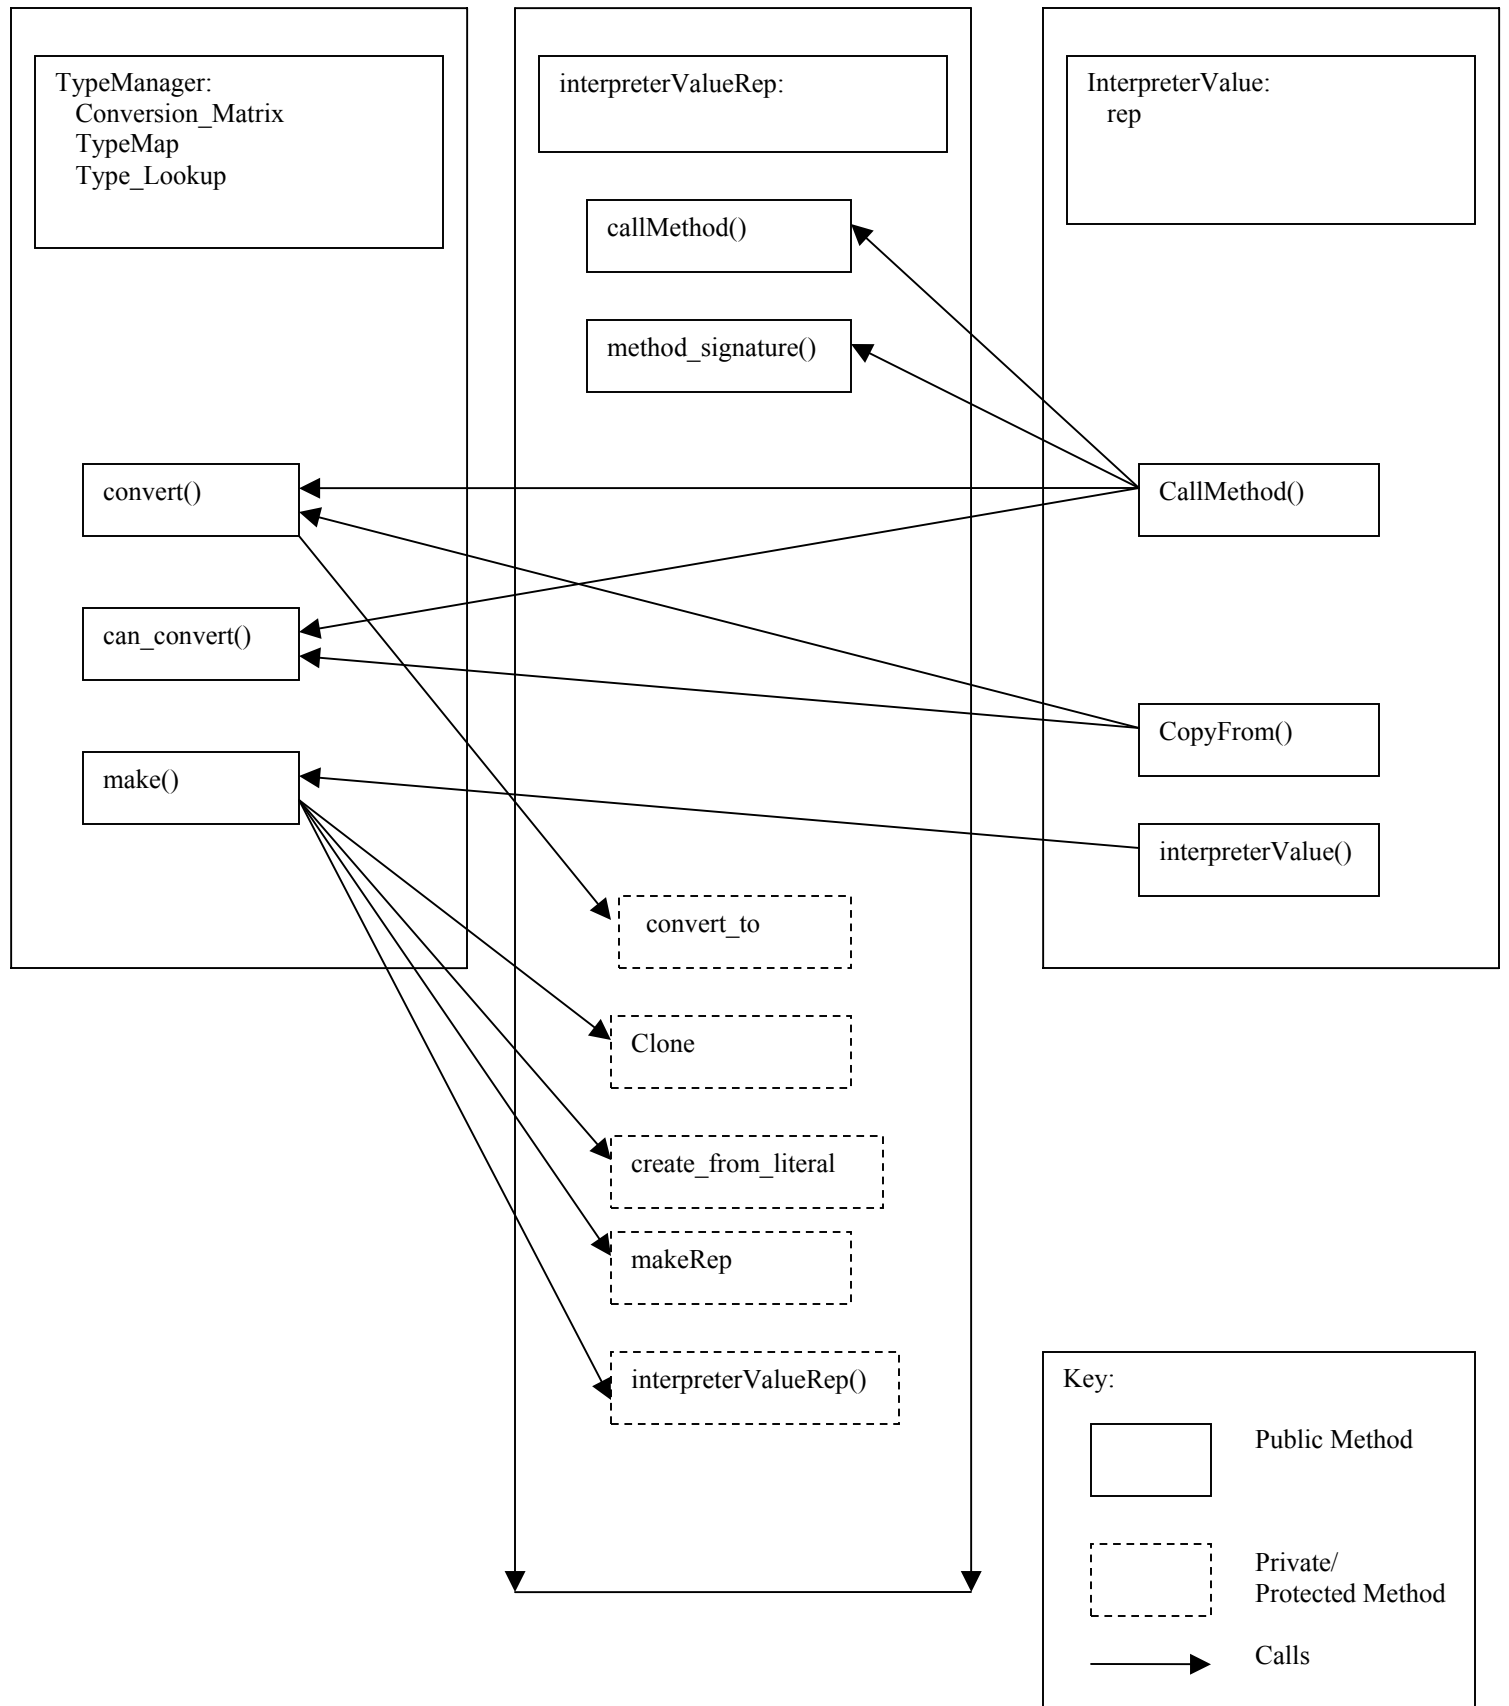 TypeManager:
Conversion_Matrix
TypeMap
Type_Lookup
convert()
can_convert()
make()
interpreterValueRep:
callMethod()
method_signature()
convert_to
Clone
create_from_literal
makeRep
interpreterValueRep()
InterpreterValue:
rep
CallMethod()
CopyFrom()
interpreterValue()
Key:
Public Method
Private/
Protected Method
Calls